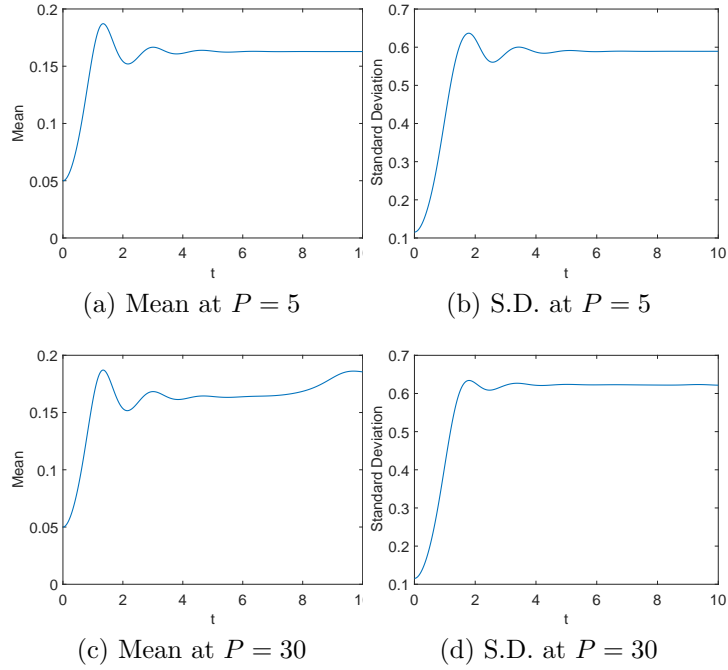 0.2
0.15
0.1
0.05
0
Mean
0 2 4 6 8 10
t
(a) Mean at P = 5
0.7
0.6
0.5
0.4
0.3
0.2
0.1
Standard Deviation
0 2 4 6 8 10
t
(b) S.D. at P = 5
0.2
0.15
0.1
0.05
0
Mean
0 2 4 6 8 10
t
(c) Mean at P = 30
0.7
0.6
0.5
0.4
0.3
0.2
0.1
Standard Deviation
0 2 4 6 8 10
t
(d) S.D. at P = 30